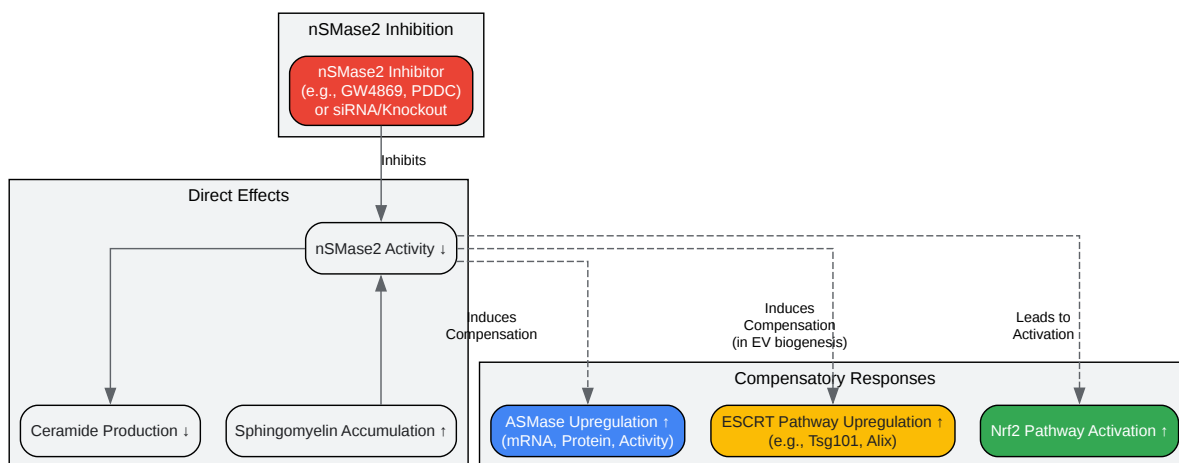 nSMase2 Inhibition
nSMase2 Inhibitor
(e.g., GW4869, PDDC)
or siRNA/Knockout
Inhibits
Direct Effects
nSMase2 Activity ↓
Induces
Compensation
Induces
Compensation
(in EV biogenesis)
Leads to
Activation
Compensatory Responses
Ceramide Production ↓
Sphingomyelin Accumulation ↑
ASMase Upregulation ↑
(mRNA, Protein, Activity)
ESCRT Pathway Upregulation ↑
(e.g., Tsg101, Alix)
Nrf2 Pathway Activation ↑